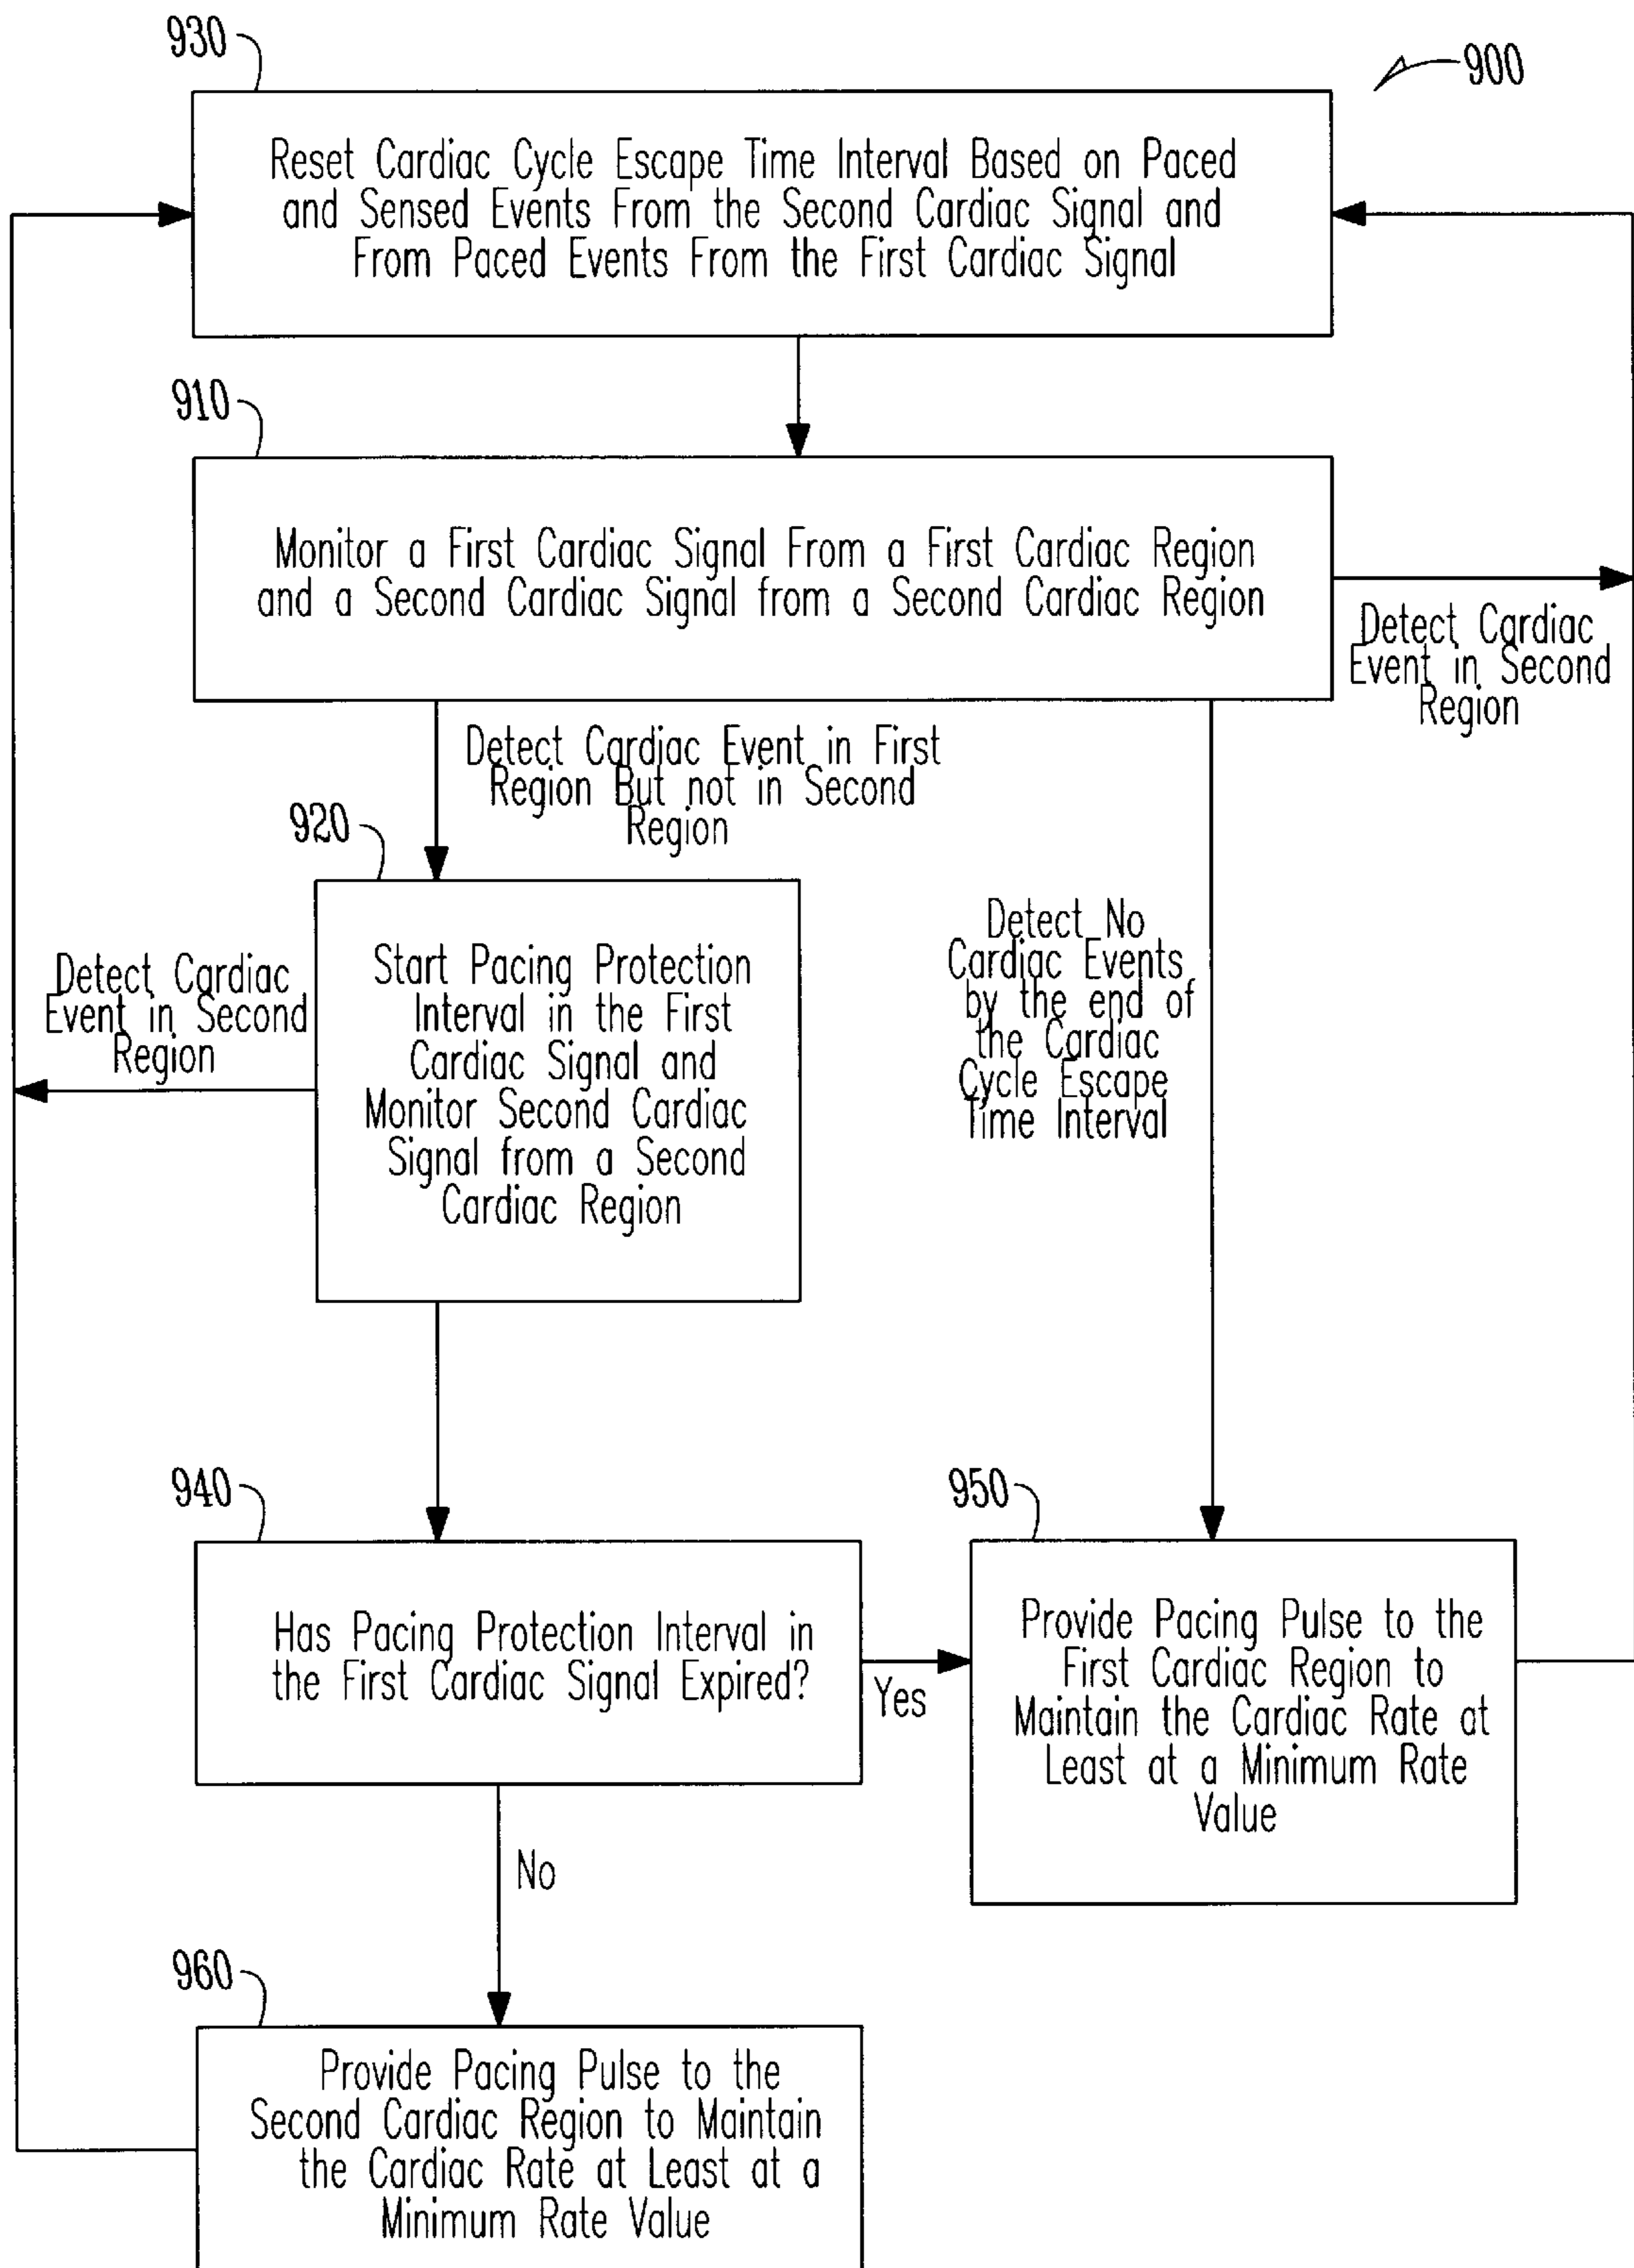 930
900
Reset Cardiac Cycle Escape Time Interval Based on Paced
and Sensed Events From the Second Cardiac Signal and
From Paced Events From the First Cardiac Signal
910
Monitor a First Cardiac Signal From a First Cardiac Region
and a Second Cardiac Signal from a Second Cardiac Region
Detect Cardiac
Event in Second
Region
Detect Cardiac Event in First
Region But not in Second
Region
920
Start Pacing Protection
Interval in the First
Cardiac Signal and
Monitor Second Cardiac
Signal from a Second
Cardiac Region
Detect Cardiac
Event in Second
Region
Detect No
Cardiac Events
by the end of
the Cardiac
Cycle Escape
Time Interval
940
Has Pacing Protection Interval in
the First Cardiac Signal Expired?
Yes
950
Provide Pacing Pulse to the
First Cardiac Region to
Maintain the Cardiac Rate at
Least at a Minimum Rate
Value
No
960
Provide Pacing Pulse to the
Second Cardiac Region to Maintain
the Cardiac Rate at Least at a
Minimum Rate Value